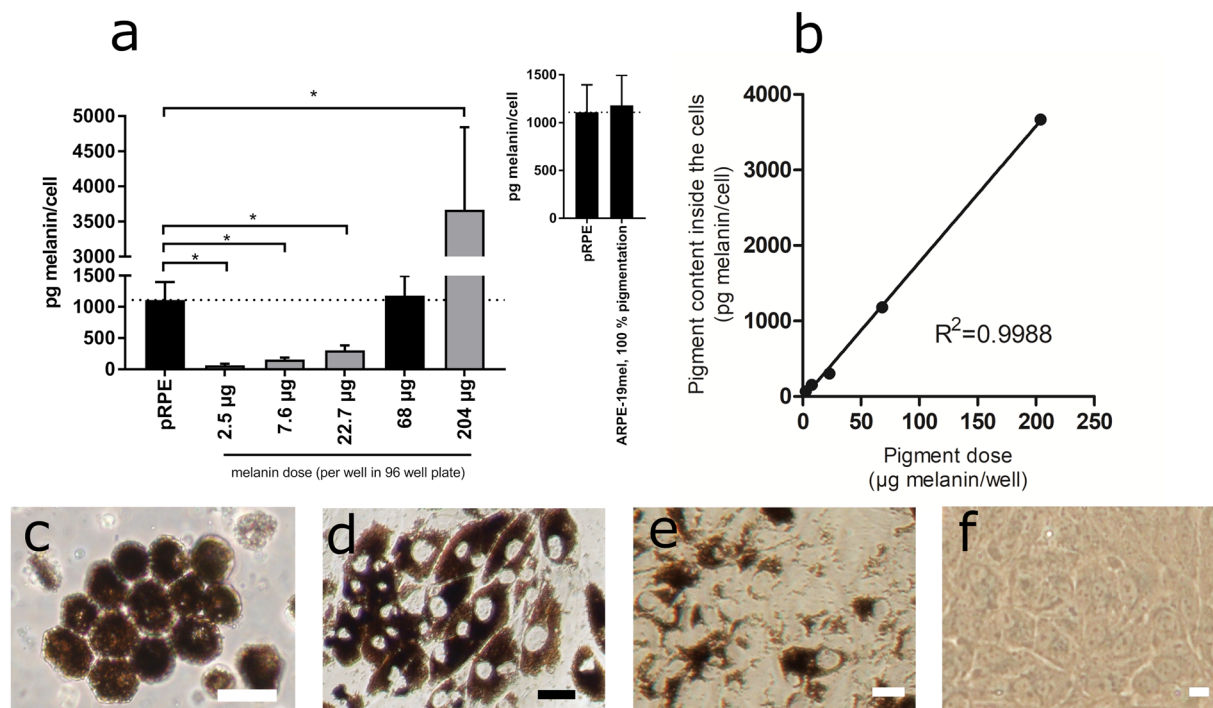 a
*
*
*
*
5000
4500
4000
3500
3000
1500
1000
500
0
pg melanin/cell
pRPE
2.5 µg
7.6 µg
22.7 µg
68 µg
204 µg
melanin dose (per well in 96 well plate)
1500
1000
500
0
pg melanin/cell
pRPE
ARPE-19mel, 100 % pigmentation
b
4000
3000
2000
1000
0
Pigment content inside the cells
(pg melanin/cell)
R²=0.9988
0
50
100
150
200
250
Pigment dose
(µg melanin/well)
c
d
e
f